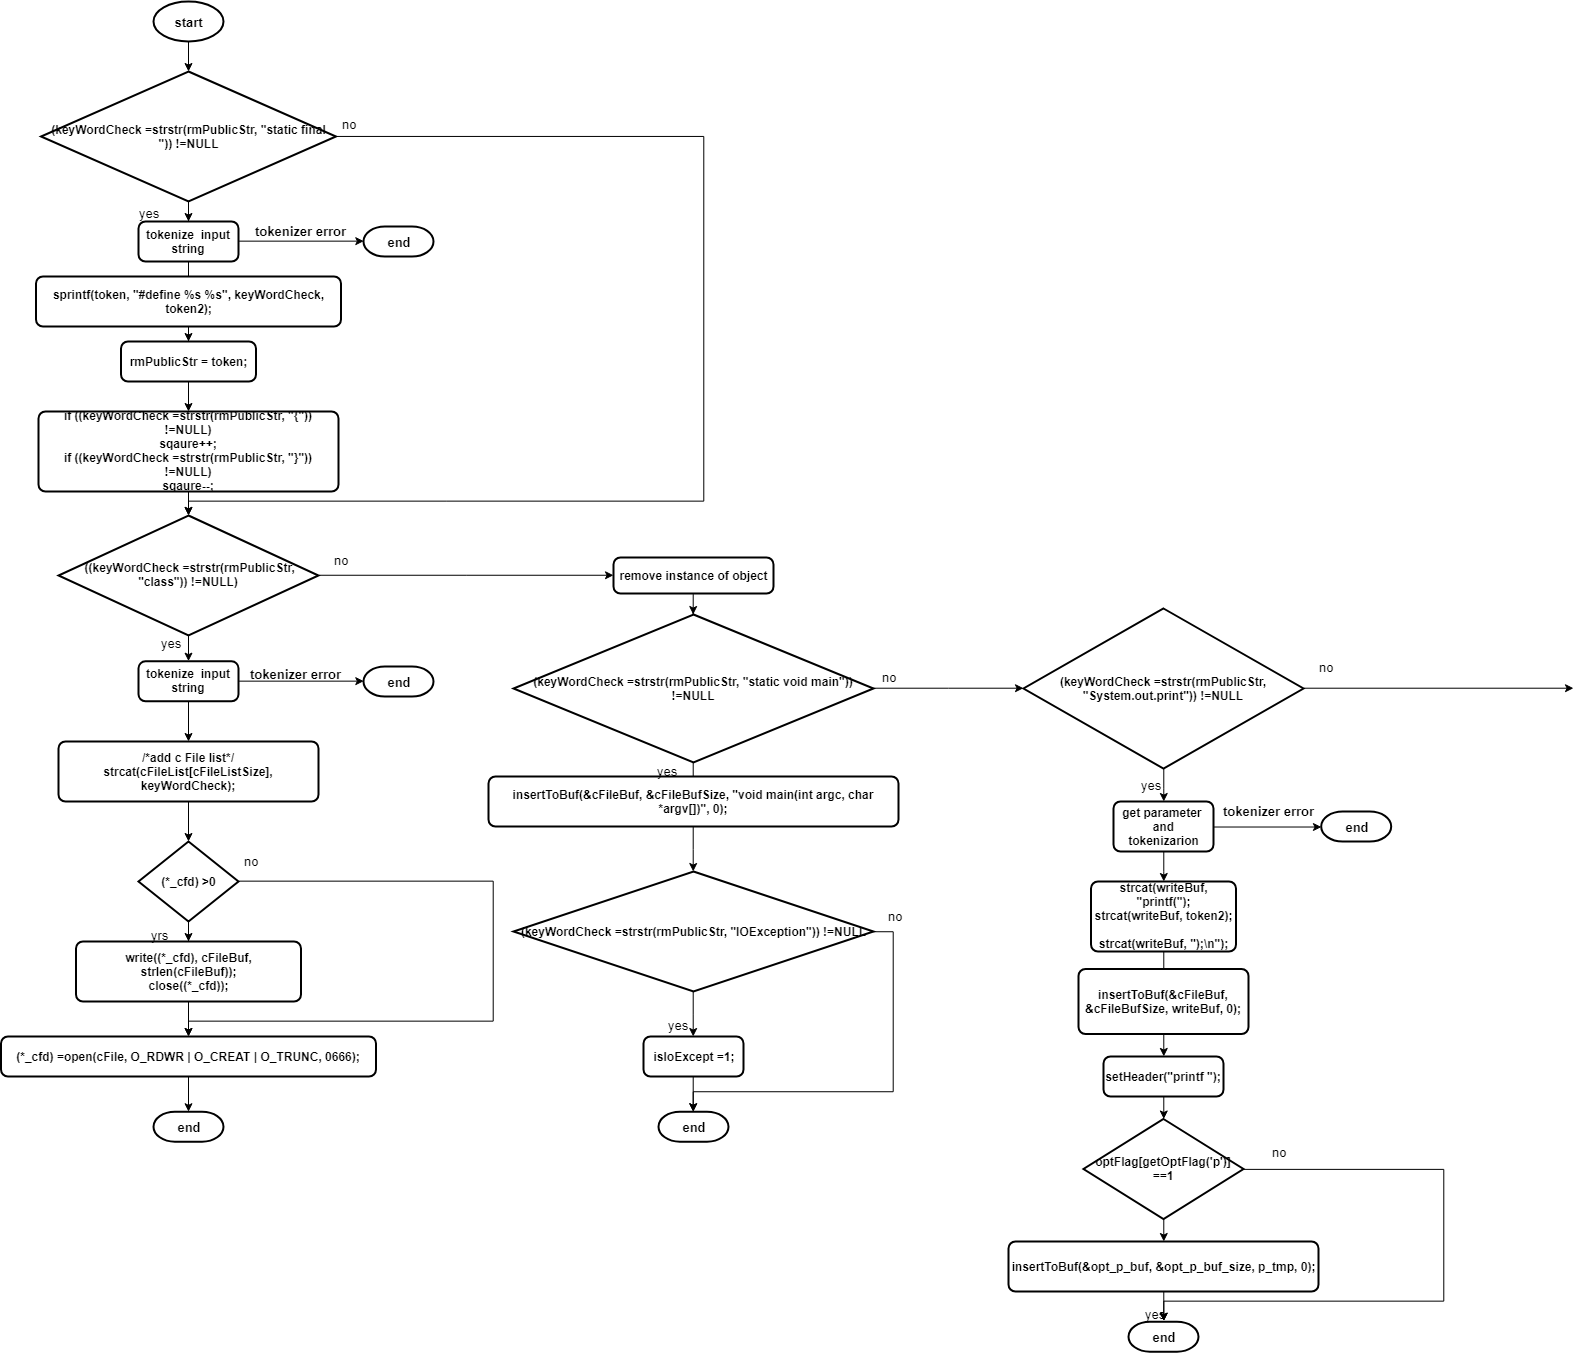 start
(keyWordCheck =strstr(rmPublicStr, "static final
")) !=NULL
no
yes
tokenize  input
string
tokenizer error
end
sprintf(token, "#define %s %s", keyWordCheck,
token2);
rmPublicStr = token;
if ((keyWordCheck =strstr(rmPublicStr, "{"))
!=NULL)
sqaure++;
if ((keyWordCheck =strstr(rmPublicStr, "}"))
!=NULL)
sqaure--;
((keyWordCheck =strstr(rmPublicStr,
"class")) !=NULL)
no
yes
tokenize  input
string
tokenizer error
end
/*add c File list*/
strcat(cFileList[cFileListSize],
keyWordCheck);
(*_cfd) >0
no
yrs
write((*_cfd), cFileBuf,
strlen(cFileBuf));
close((*_cfd));
(*_cfd) =open(cFile, O_RDWR | O_CREAT | O_TRUNC, 0666);
end
remove instance of object
(keyWordCheck =strstr(rmPublicStr, "static void main"))
!=NULL
no
yes
insertToBuf(&cFileBuf, &cFileBufSize, "void main(int argc, char
*argv[])", 0);
(keyWordCheck =strstr(rmPublicStr, "IOException")) !=NULL
no
yes
isIoExcept =1;
end
(keyWordCheck =strstr(rmPublicStr,
"System.out.print")) !=NULL
no
yes
get parameter
and
tokenizarion
tokenizer error
end
strcat(writeBuf,
"printf(");
strcat(writeBuf, token2);
strcat(writeBuf, ");\n");
insertToBuf(&cFileBuf,
&cFileBufSize, writeBuf, 0);
setHeader("printf ");
optFlag[getOptFlag('p')]
==1
no
insertToBuf(&opt_p_buf, &opt_p_buf_size, p_tmp, 0);
yes
end